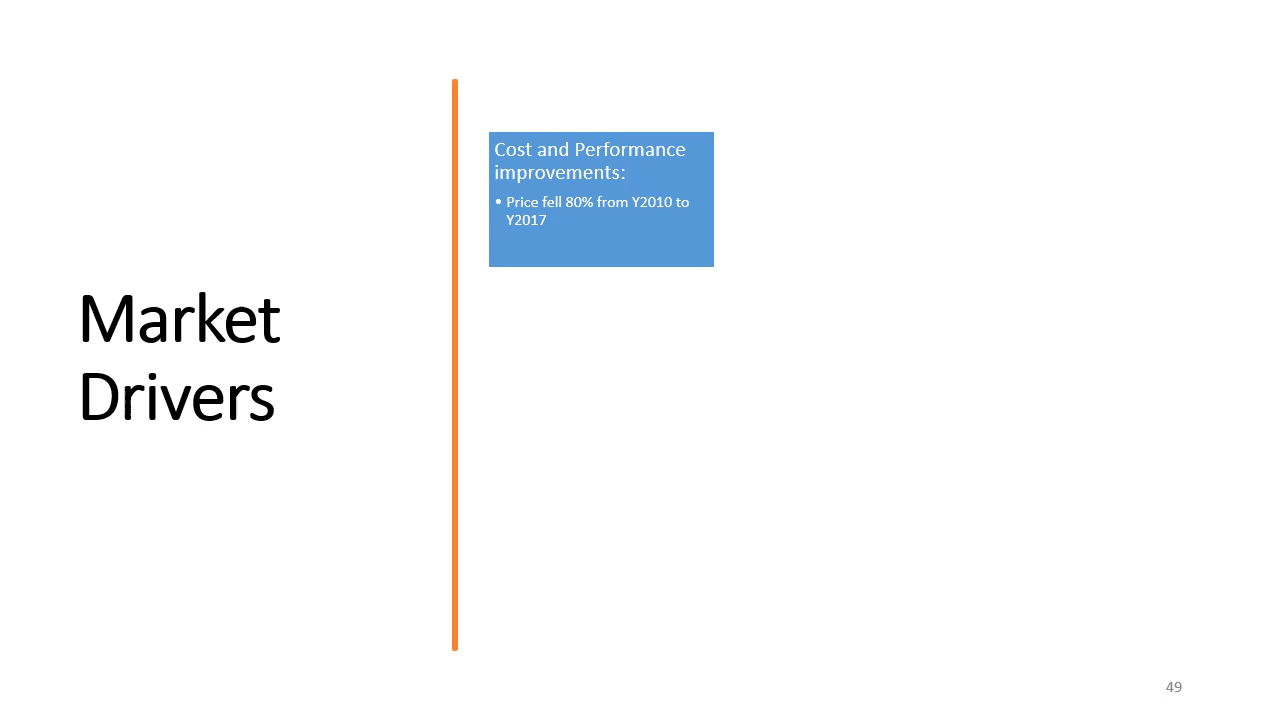 Market
Drivers
Cost and Performance
improvements:
• Price fell 80% from Y2010 to
Y2017
49